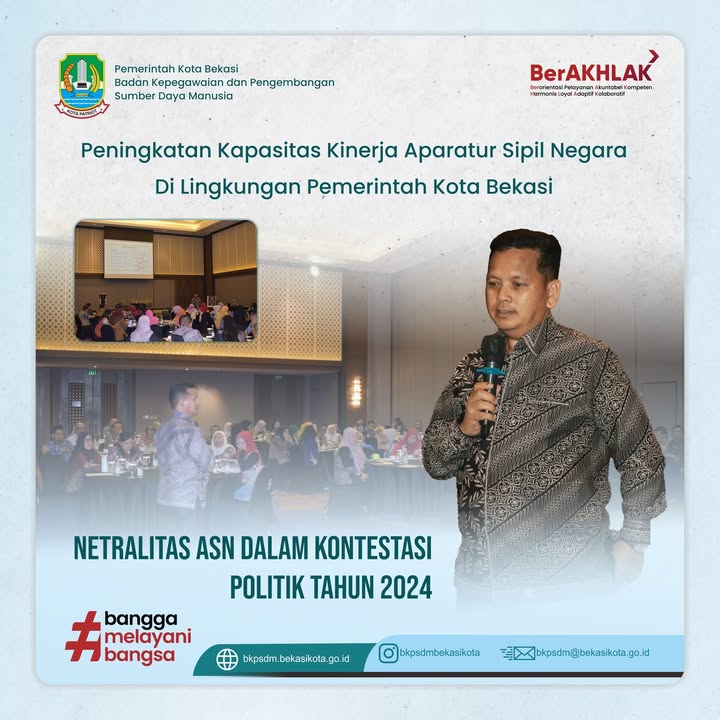 Pemerintah Kota Bekasi
Badan Kepegawaian dan Pengembangan
Sumber Daya Manusia
KOTA PATRIOT
BerAKHLAK
Berorientasi Pelayanan Akuntabel Kompeten
Harmonis Loyal Adaptif Kolaboratif
Peningkatan Kapasitas Kinerja Aparatur Sipil Negara
Di Lingkungan Pemerintah Kota Bekasi
NETRALITAS ASN DALAM KONTESTASI
POLITIK TAHUN 2024
#bangga
melayani
bangsa
bkpsdm.bekasikota.go.id
bkpsdmbekasikota
bkpsdm@bekasikota.go.id